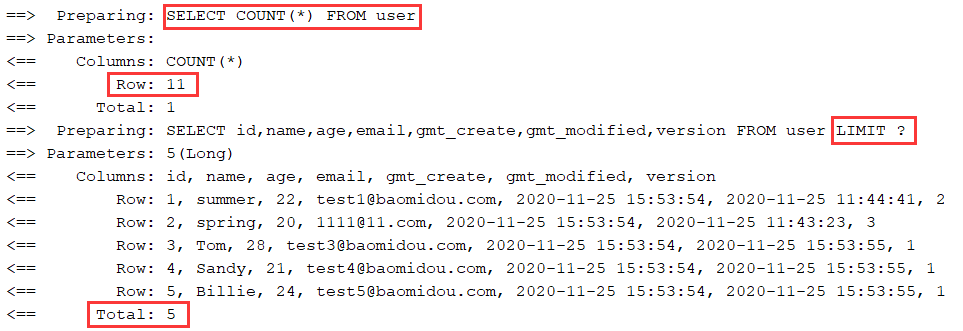 ==>  Preparing: SELECT COUNT(*) FROM user
==> Parameters:
<==    Columns: COUNT(*)
<==        Row: 11
<==      Total: 1
==>  Preparing: SELECT id,name,age,email,gmt_create,gmt_modified,version FROM user LIMIT ?
==> Parameters: 5(Long)
<==    Columns: id, name, age, email, gmt_create, gmt_modified, version
<==        Row: 1, summer, 22, test1@baomidou.com, 2020-11-25 15:53:54, 2020-11-25 11:44:41, 2
<==        Row: 2, spring, 20, 1111@11.com, 2020-11-25 15:53:54, 2020-11-25 11:43:23, 3
<==        Row: 3, Tom, 28, test3@baomidou.com, 2020-11-25 15:53:54, 2020-11-25 15:53:55, 1
<==        Row: 4, Sandy, 21, test4@baomidou.com, 2020-11-25 15:53:54, 2020-11-25 15:53:55, 1
<==        Row: 5, Billie, 24, test5@baomidou.com, 2020-11-25 15:53:54, 2020-11-25 15:53:55, 1
<==      Total: 5